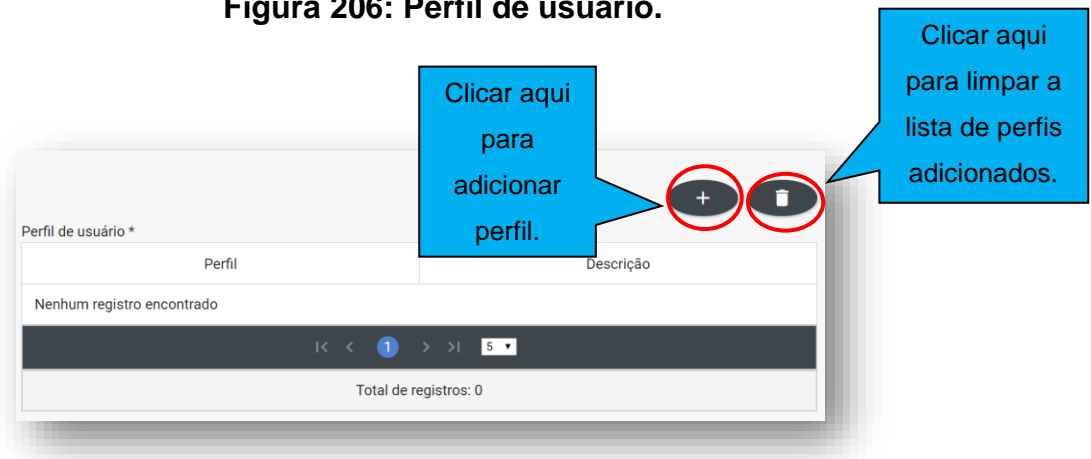 Figura 206: Perfil de usuário.
Clicar aqui
para limpar a
lista de perfis
adicionados.
Clicar aqui
para
adicionar
perfil.
+
Perfil de usuário *
Perfil
Descrição
Nenhum registro encontrado
|< < 1 > >| 5
Total de registros: 0